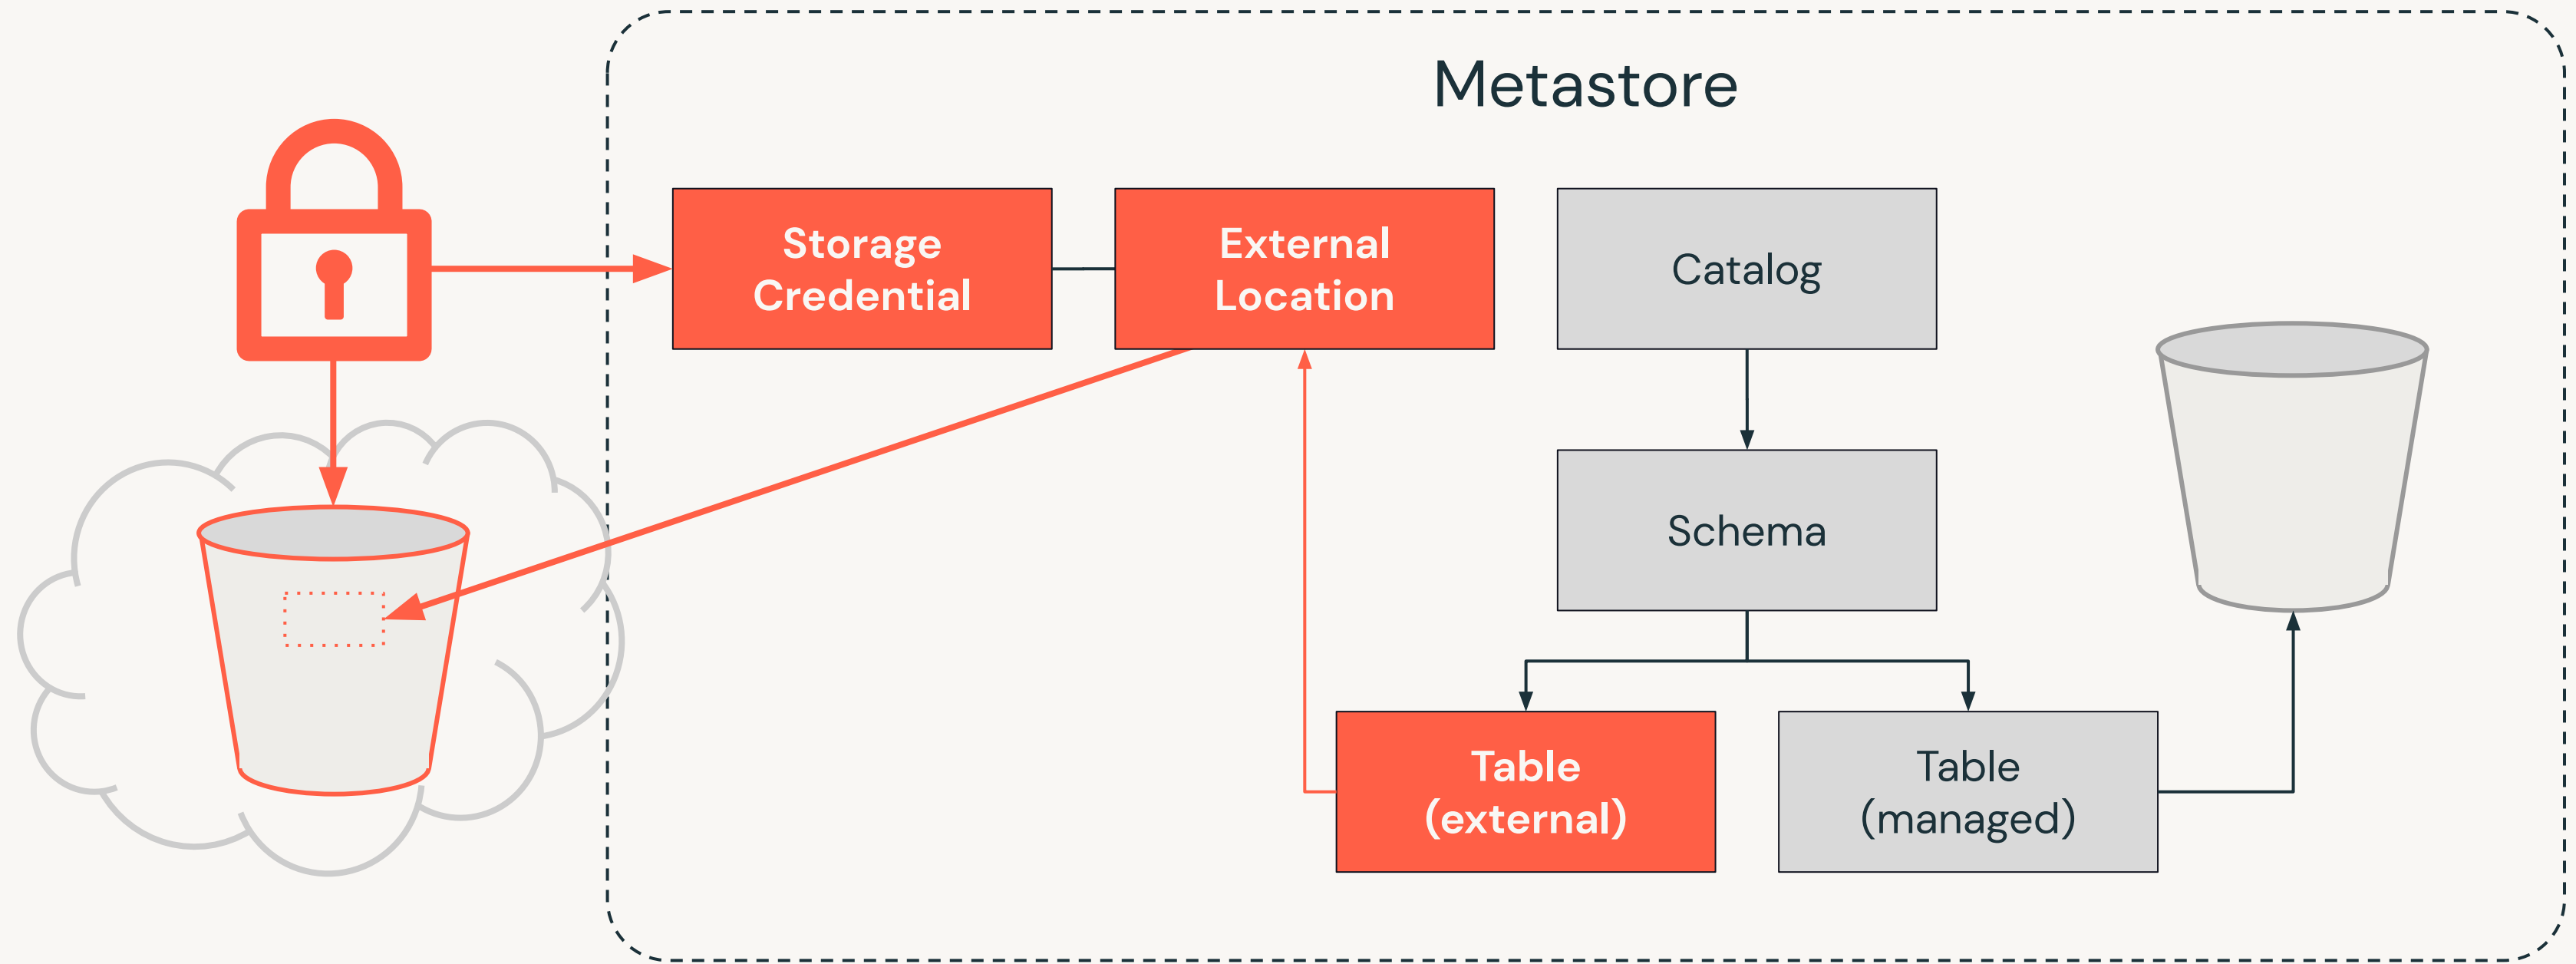 Metastore
Storage
Credential
External
Location
Catalog
Schema
Table
(external)
Table
(managed)